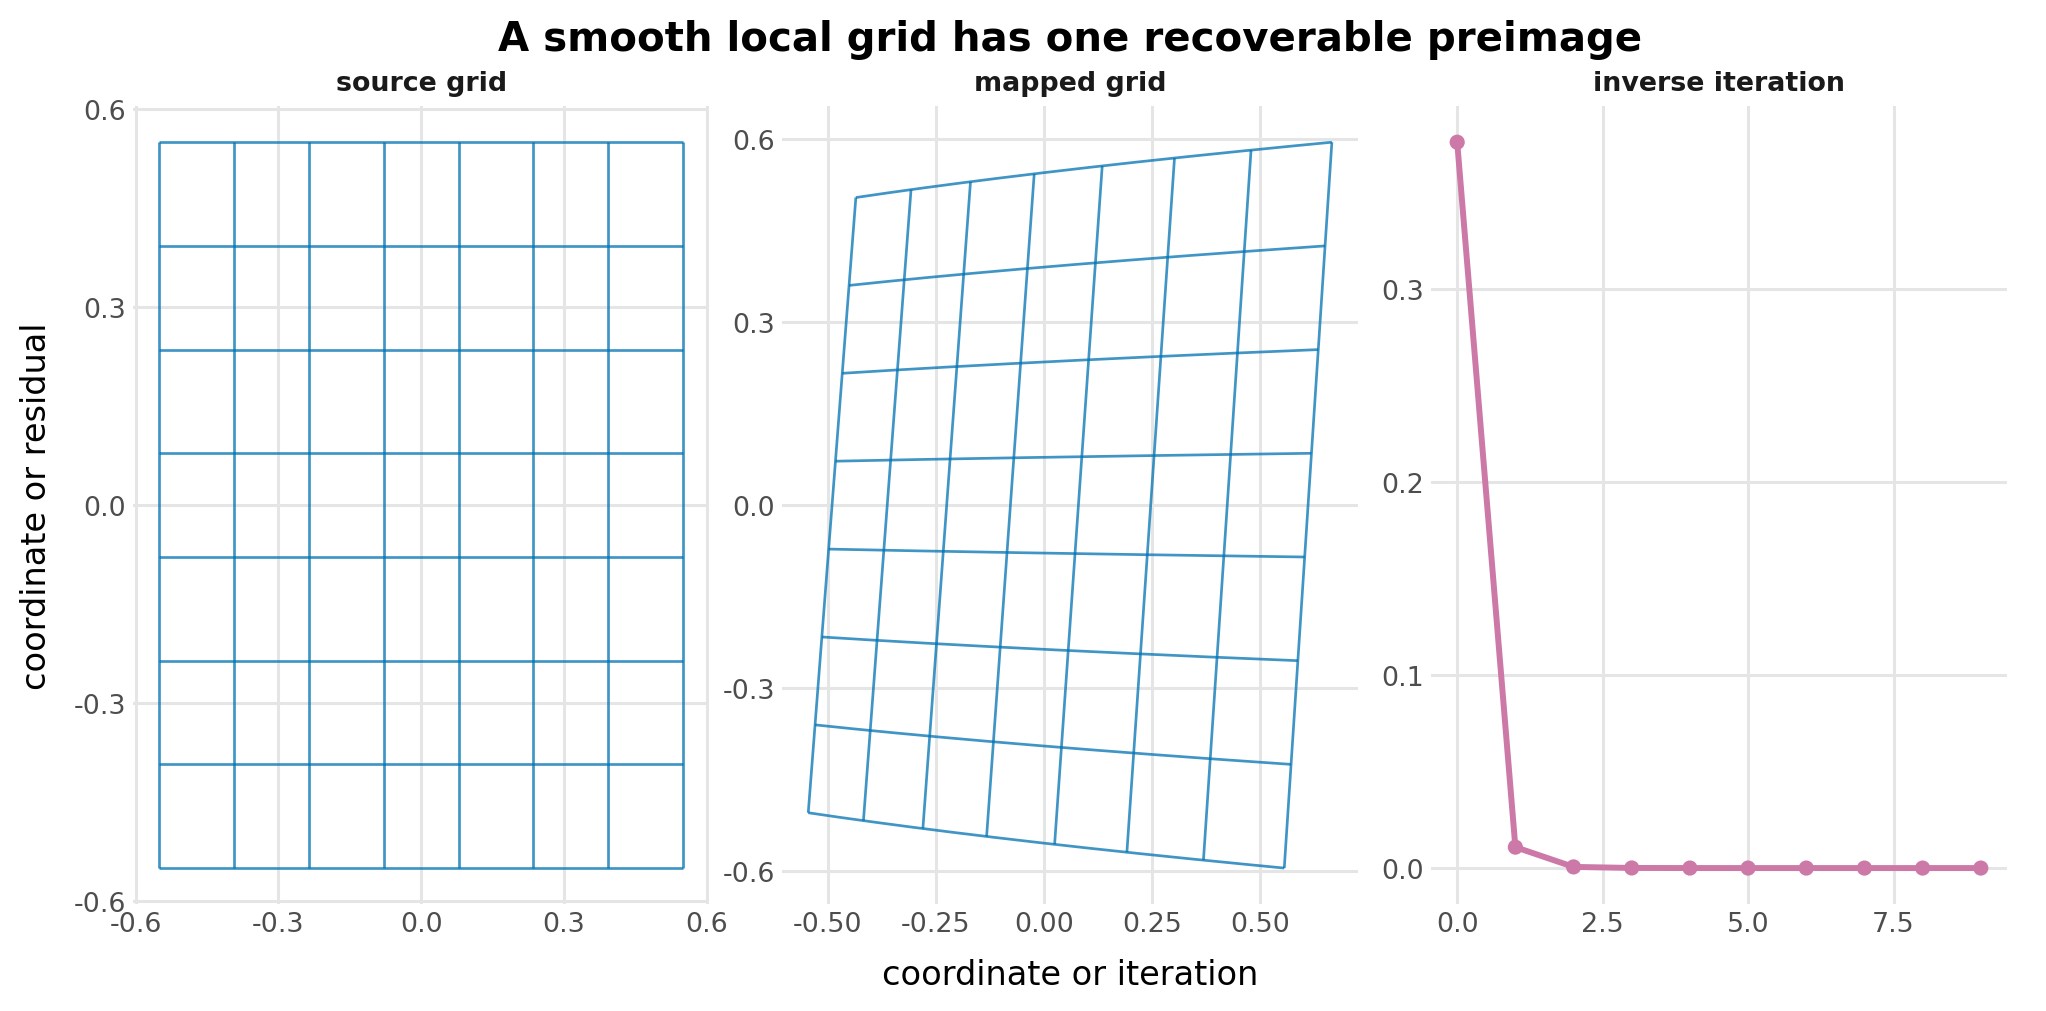 A smooth local grid has one recoverable preimage
source grid
mapped grid
inverse iteration
coordinate or residual
0.6
0.3
0.0
-0.3
-0.6
-0.6 -0.3 0.0 0.3 0.6
0.6
0.3
0.0
-0.3
-0.6
-0.50 -0.25 0.00 0.25 0.50
0.3
0.2
0.1
0.0
0.0 2.5 5.0 7.5
coordinate or iteration